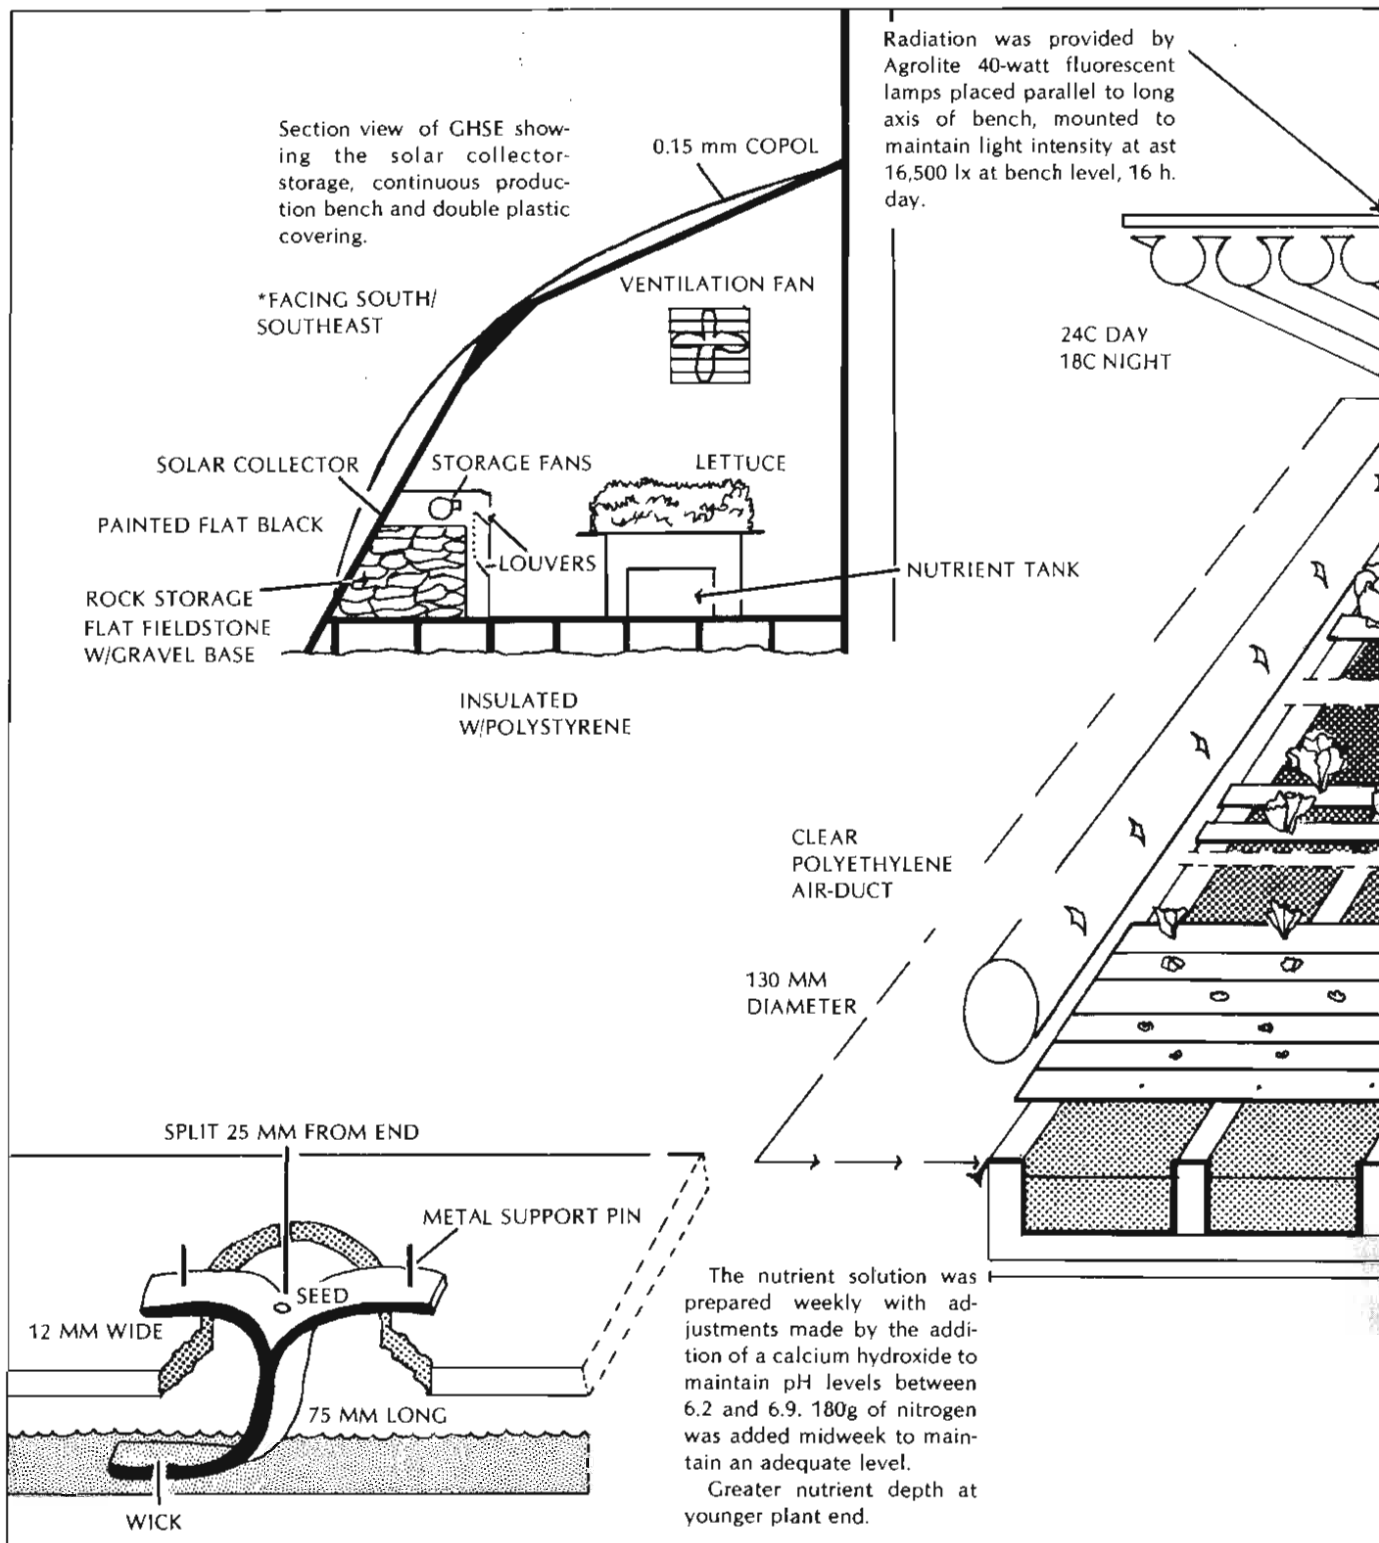 Section view of GHSE show-
ing the solar collector-
storage, continuous produc-
tion bench and double plastic
covering.
*FACING SOUTH/
SOUTHEAST
0.15 mm COPOL
VENTILATION FAN
SOLAR COLLECTOR
STORAGE FANS
LETTUCE
PAINTED FLAT BLACK
LOUVERS
NUTRIENT TANK
ROCK STORAGE
FLAT FIELDSTONE
W/GRAVEL BASE
INSULATED
W/POLYSTYRENE
Radiation was provided by
Agrolite 40-watt fluorescent
lamps placed parallel to long
axis of bench, mounted to
maintain light intensity at ast
16,500 lx at bench level, 16 h.
day.
24C DAY
18C NIGHT
CLEAR
POLYETHYLENE
AIR-DUCT
130 MM
DIAMETER
SPLIT 25 MM FROM END
METAL SUPPORT PIN
SEED
12 MM WIDE
75 MM LONG
WICK
The nutrient solution was
prepared weekly with ad-
justments made by the addi-
tion of a calcium hydroxide to
maintain pH levels between
6.2 and 6.9. 180g of nitrogen
was added midweek to main-
tain an adequate level.
Greater nutrient depth at
younger plant end.